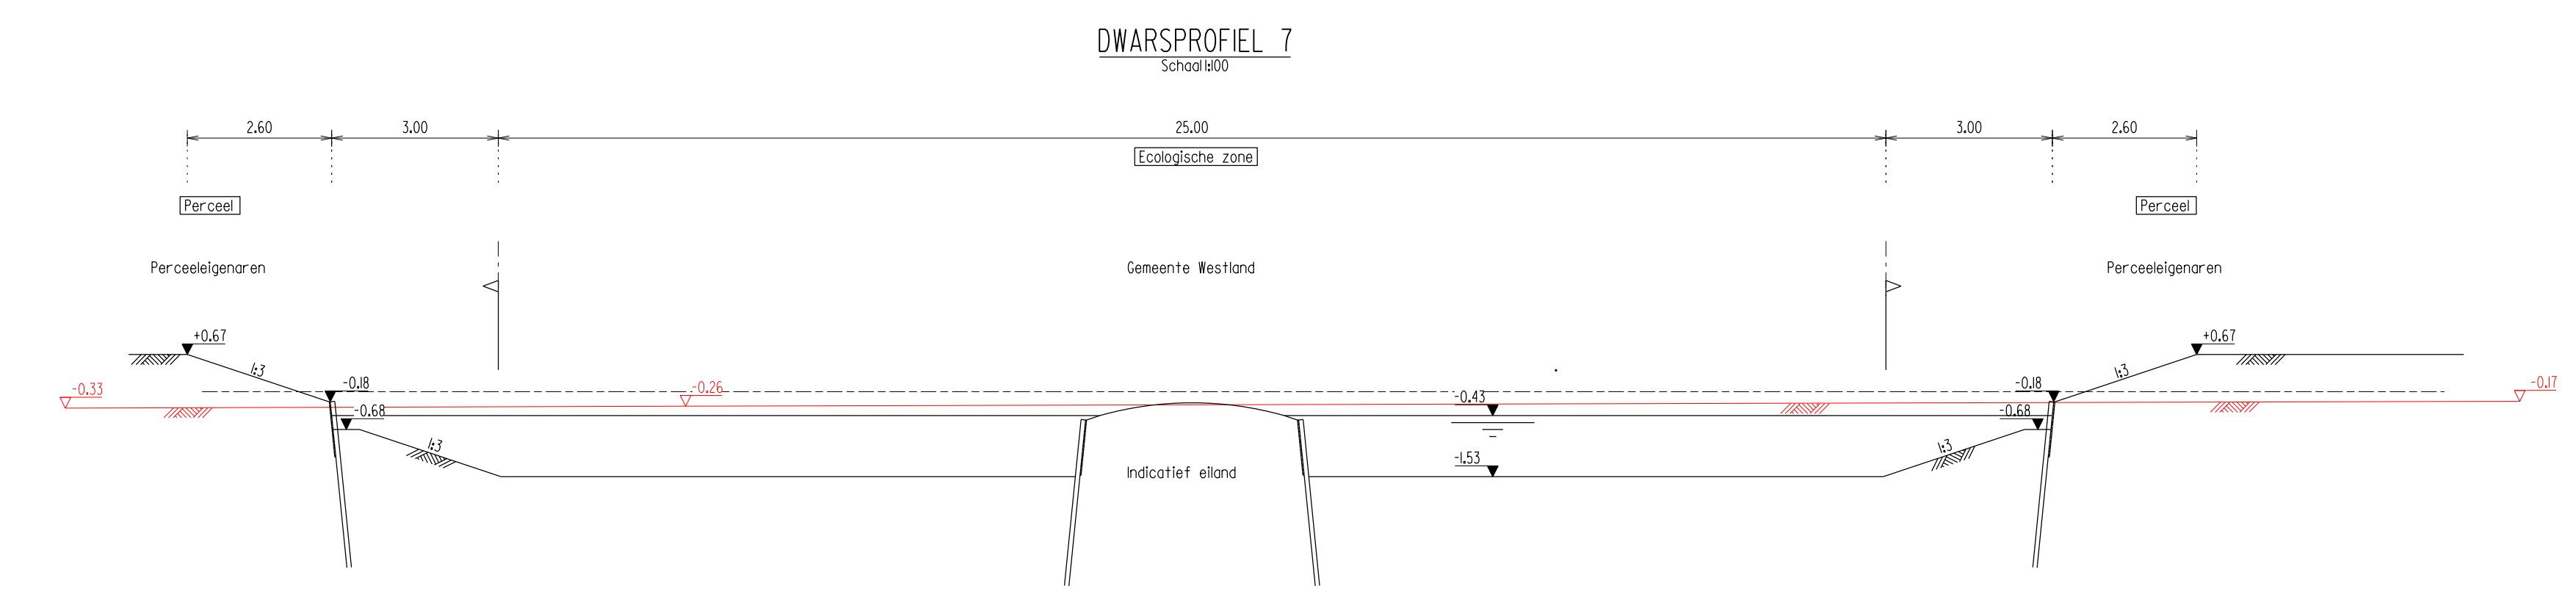 DWARSPROFIEL 7
Schaal 1:100
2.60 3.00 25.00 3.00 2.60
Ecologische zone
Perceel Perceel
Perceeleigenaren Gemeente Westland Perceeleigenaren
+0.67 +0.67
1:3 1:3
-0.33 -0.18 -0.26 -0.43 -0.18 -0.17
-0.68 -0.68
1:3 1:3
Indicatief eiland -1.53